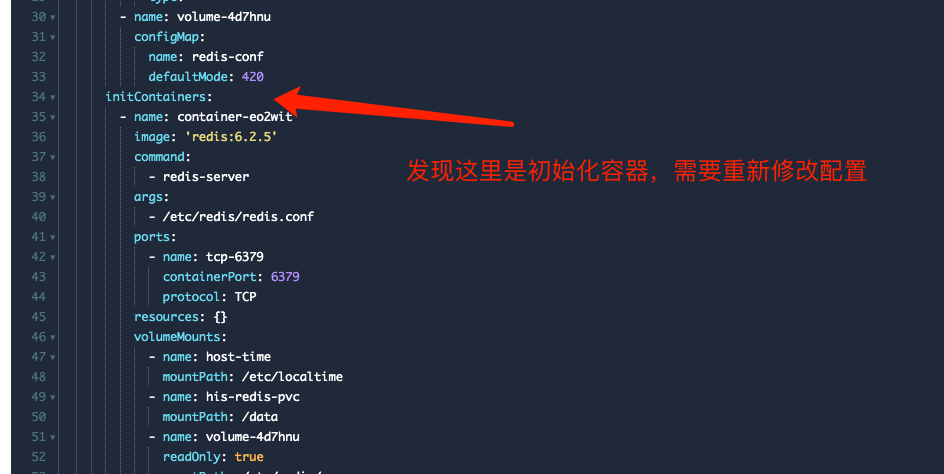 30 - name: volume-4d7hnu
31 configMap:
32 name: redis-conf
33 defaultMode: 420
34 initContainers:
35 - name: container-eo2wit
36 image: 'redis:6.2.5'
37 command:
38 - redis-server
39 args:
40 - /etc/redis/redis.conf
41 ports:
42 - name: tcp-6379
43 containerPort: 6379
44 protocol: TCP
45 resources: {}
46 volumeMounts:
47 - name: host-time
48 mountPath: /etc/localtime
49 - name: his-redis-pvc
50 mountPath: /data
51 - name: volume-4d7hnu
52 readOnly: true
发现这里是初始化容器，需要重新修改配置